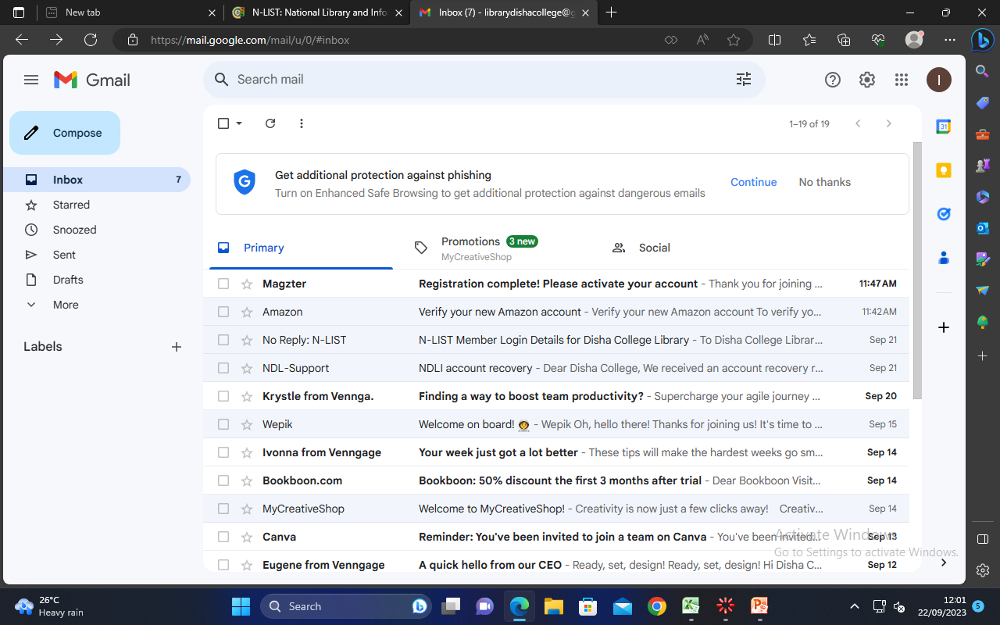 New tab
N-LIST: National Library and Infor
Inbox (7) - librarydishacollege@g
https://mail.google.com/mail/u/0/#inbox
Gmail
Search mail
I
Compose
1–19 of 19
31
Get additional protection against phishing
Turn on Enhanced Safe Browsing to get additional protection against dangerous emails
Continue
No thanks
Inbox 7
Starred
Snoozed
Sent
Drafts
More
Labels
Primary
Promotions 3 new
MyCreativeShop
Social
Magzter Registration complete! Please activate your account - Thank you for joining ... 11:47 AM
Amazon Verify your new Amazon account - Verify your new Amazon account To verify yo... 11:42 AM
No Reply: N-LIST N-LIST Member Login Details for Disha College Library - To Disha College Librar... Sep 21
NDL-Support NDLI account recovery - Dear Disha College, We received an account recovery r... Sep 21
Krystle from Vennga. Finding a way to boost team productivity? - Supercharge your agile journey ... Sep 20
Wepik Welcome on board! 🧑‍🚀 - Wepik Oh, hello there! Thanks for joining us! It's time to ... Sep 15
Ivonna from Venngage Your week just got a lot better - These tips will make the hardest weeks go sm... Sep 14
Bookboon.com Bookboon: 50% discount the first 3 months after trial - Dear Bookboon Visit... Sep 14
MyCreativeShop Welcome to MyCreativeShop! - Creativity is now just a few clicks away! Creativ... Sep 14
Canva Reminder: You've been invited to join a team on Canva - You've been invited... Sep 13
Eugene from Venngage A quick hello from our CEO - Ready, set, design! Ready, set, design! Hi Disha C... Sep 12
Activate Windows
Go to Settings to activate Windows.
26°C
Heavy rain
Search
12:01
22/09/2023
5